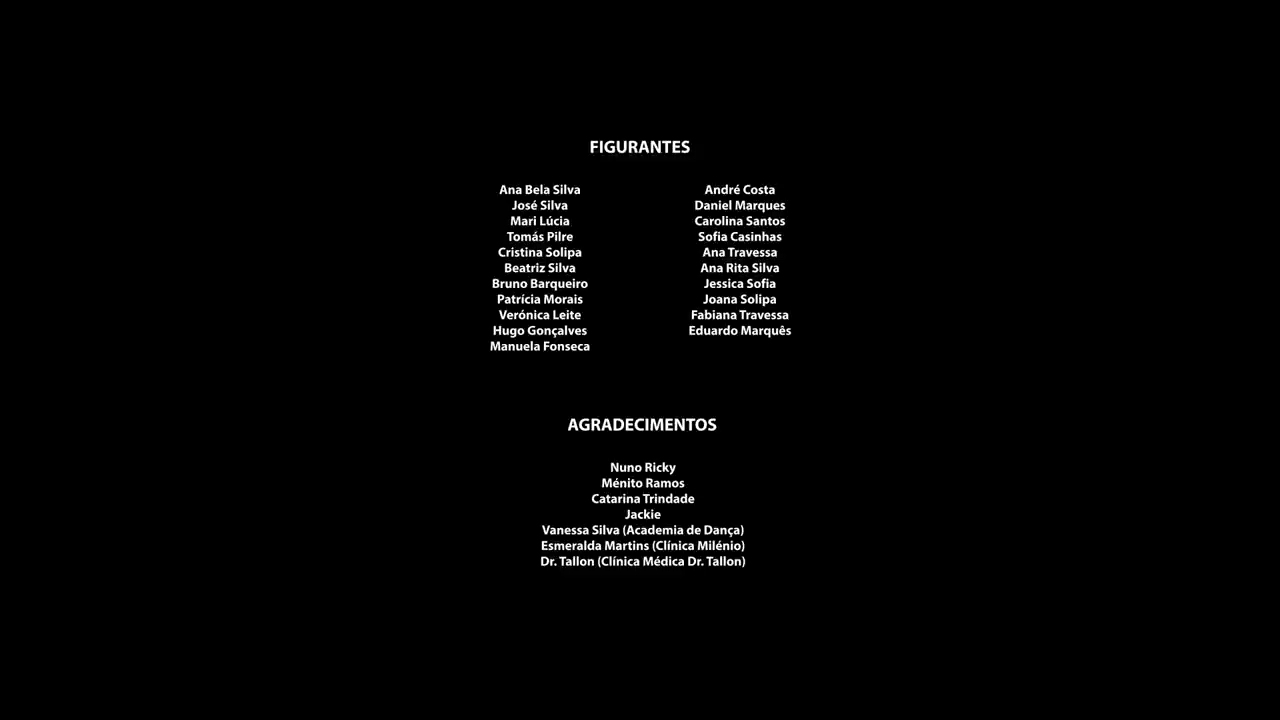 FIGURANTES
Ana Bela Silva
José Silva
Mari Lúcia
Tomás Pilre
Cristina Solipa
Beatriz Silva
Bruno Barqueiro
Patrícia Morais
Verónica Leite
Hugo Gonçalves
Manuela Fonseca
André Costa
Daniel Marques
Carolina Santos
Sofia Casinhas
Ana Travessa
Ana Rita Silva
Jessica Sofia
Joana Solipa
Fabiana Travessa
Eduardo Marquês
AGRADECIMENTOS
Nuno Ricky
Ménito Ramos
Catarina Trindade
Jackie
Vanessa Silva (Academia de Dança)
Esmeralda Martins (Clínica Milénio)
Dr. Tallon (Clínica Médica Dr. Tallon)